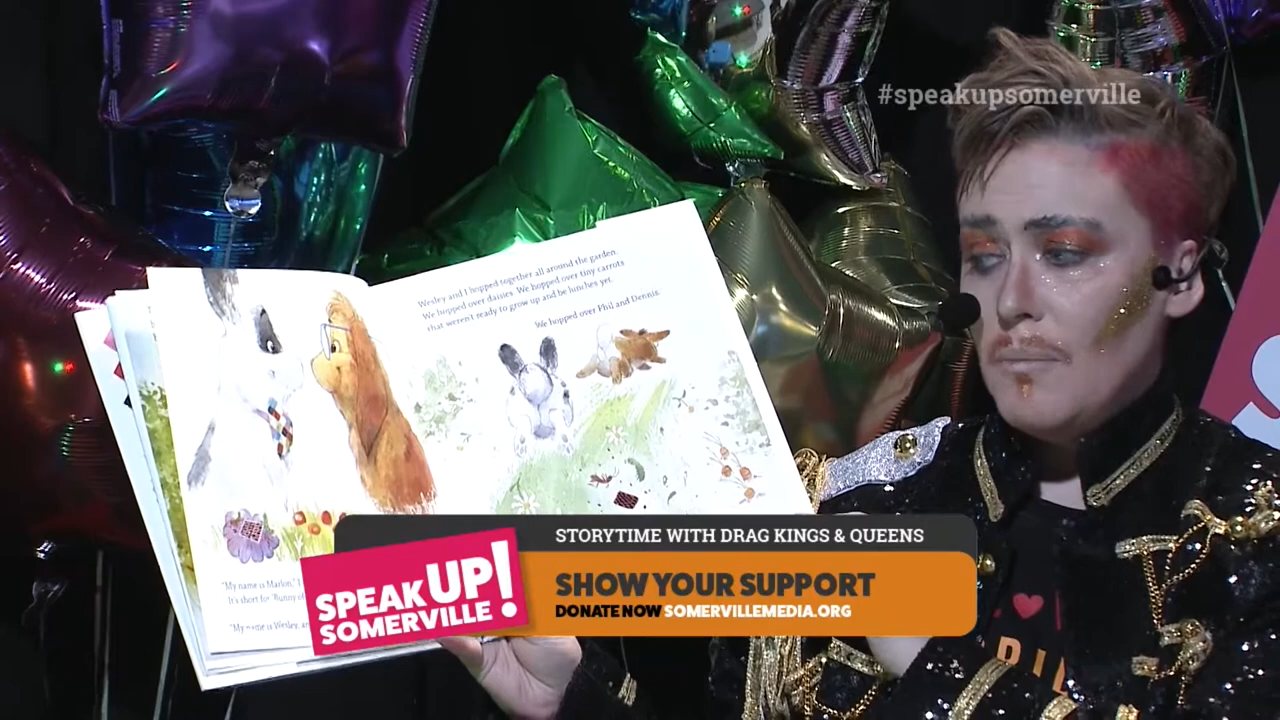 #speakupsomerville
Wesley and I hopped together all around the garden.
We hopped over daisies. We hopped over tiny carrots
that weren't ready to grow up and be lunches yet.
We hopped over Phil and Dennis.
"My name is Marlon,"
It's short for 'Bunny of
"My name is Wesley,
STORYTIME WITH DRAG KINGS & QUEENS
SPEAK UP!
SOMERVILLE
SHOW YOUR SUPPORT
DONATE NOW SOMERVILLEMEDIA.ORG